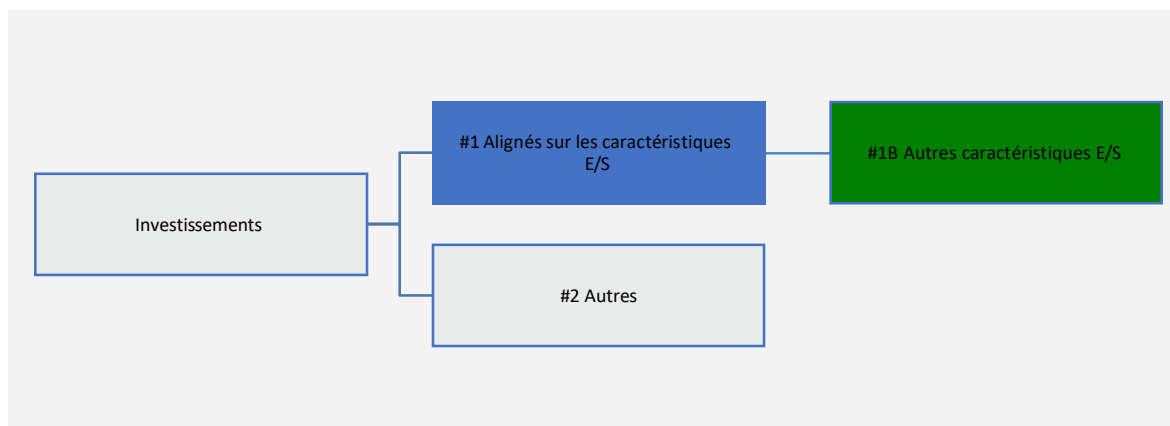 #1 Alignés sur les caractéristiques
E/S
#1B Autres caractéristiques E/S
Investissements
#2 Autres